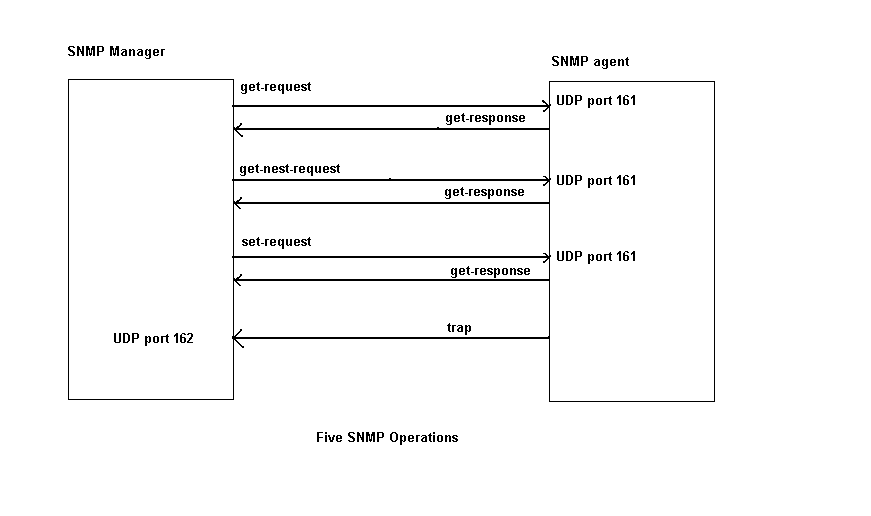 SNMP Manager
SNMP agent
get-request
UDP port 161
get-response
get-nest-request
UDP port 161
get-response
set-request
UDP port 161
get-response
trap
UDP port 162
Five SNMP Operations